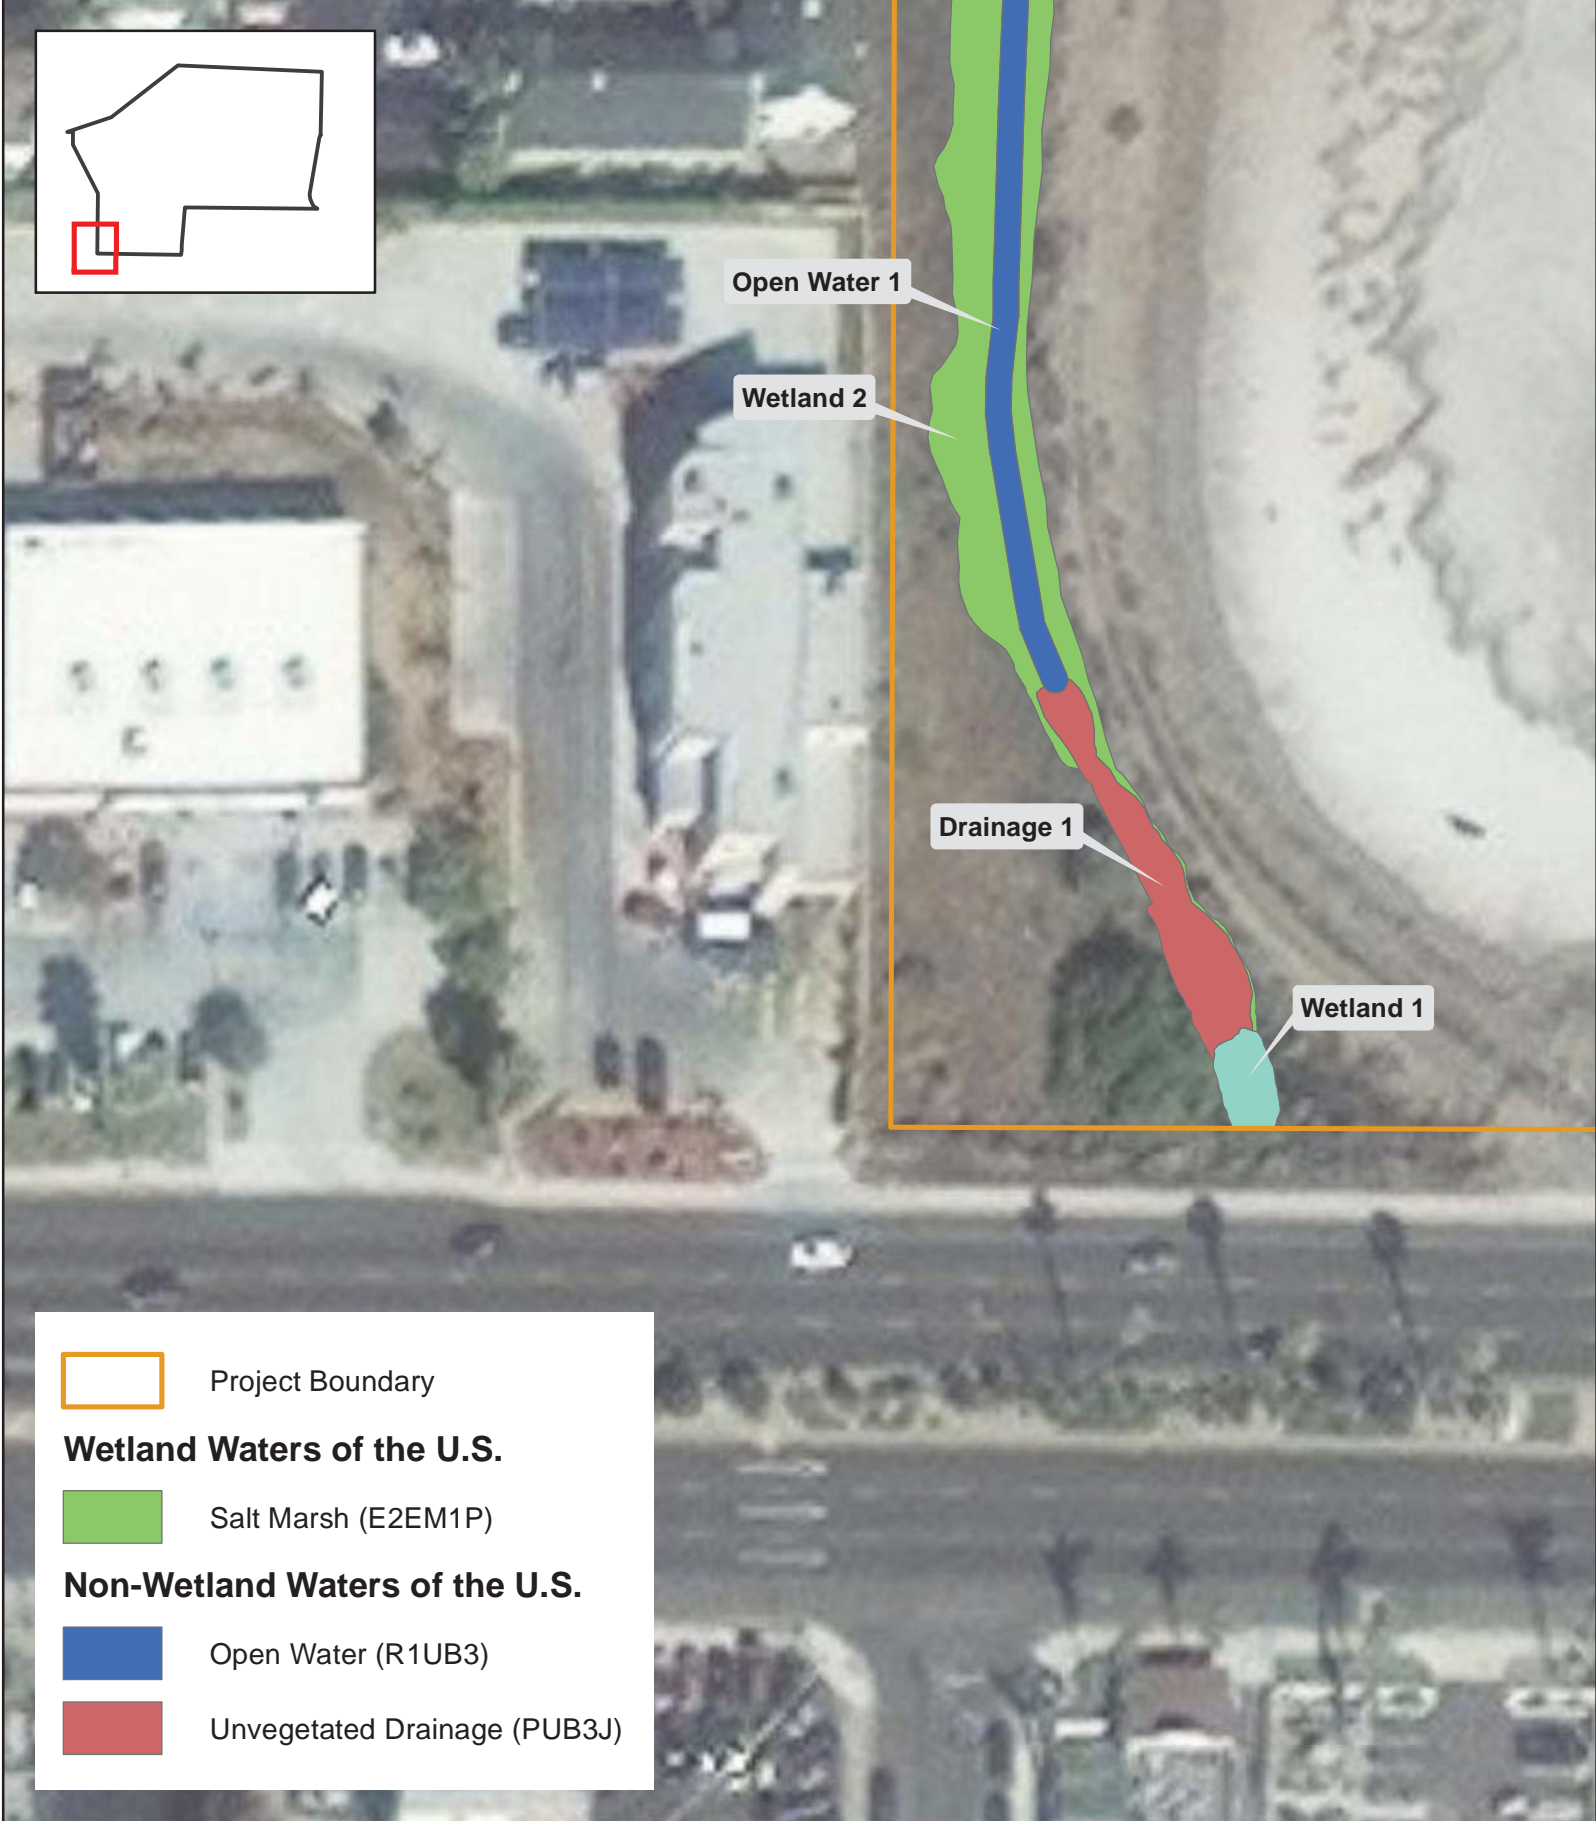 Open Water 1
Wetland 2
Drainage 1
Wetland 1
Project Boundary
Wetland Waters of the U.S.
Salt Marsh (E2EM1P)
Non-Wetland Waters of the U.S.
Open Water (R1UB3)
Unvegetated Drainage (PUB3J)